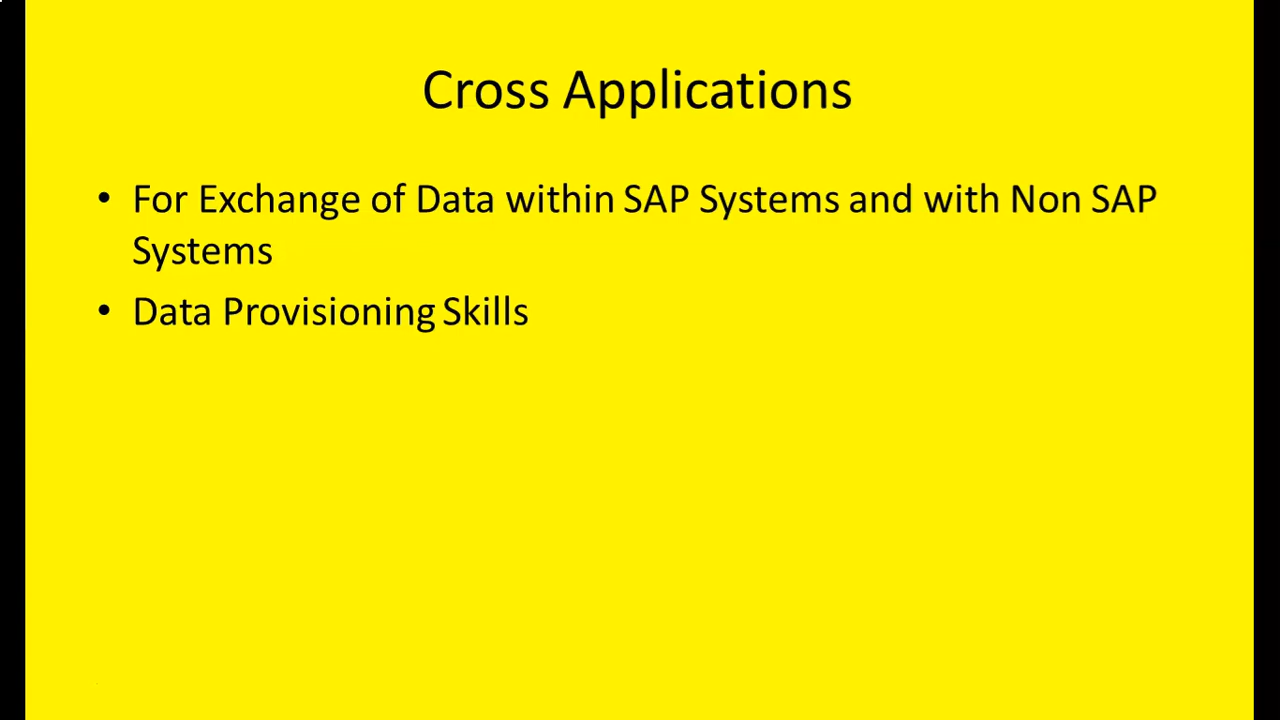 Cross Applications
• For Exchange of Data within SAP Systems and with Non SAP
Systems
• Data Provisioning Skills